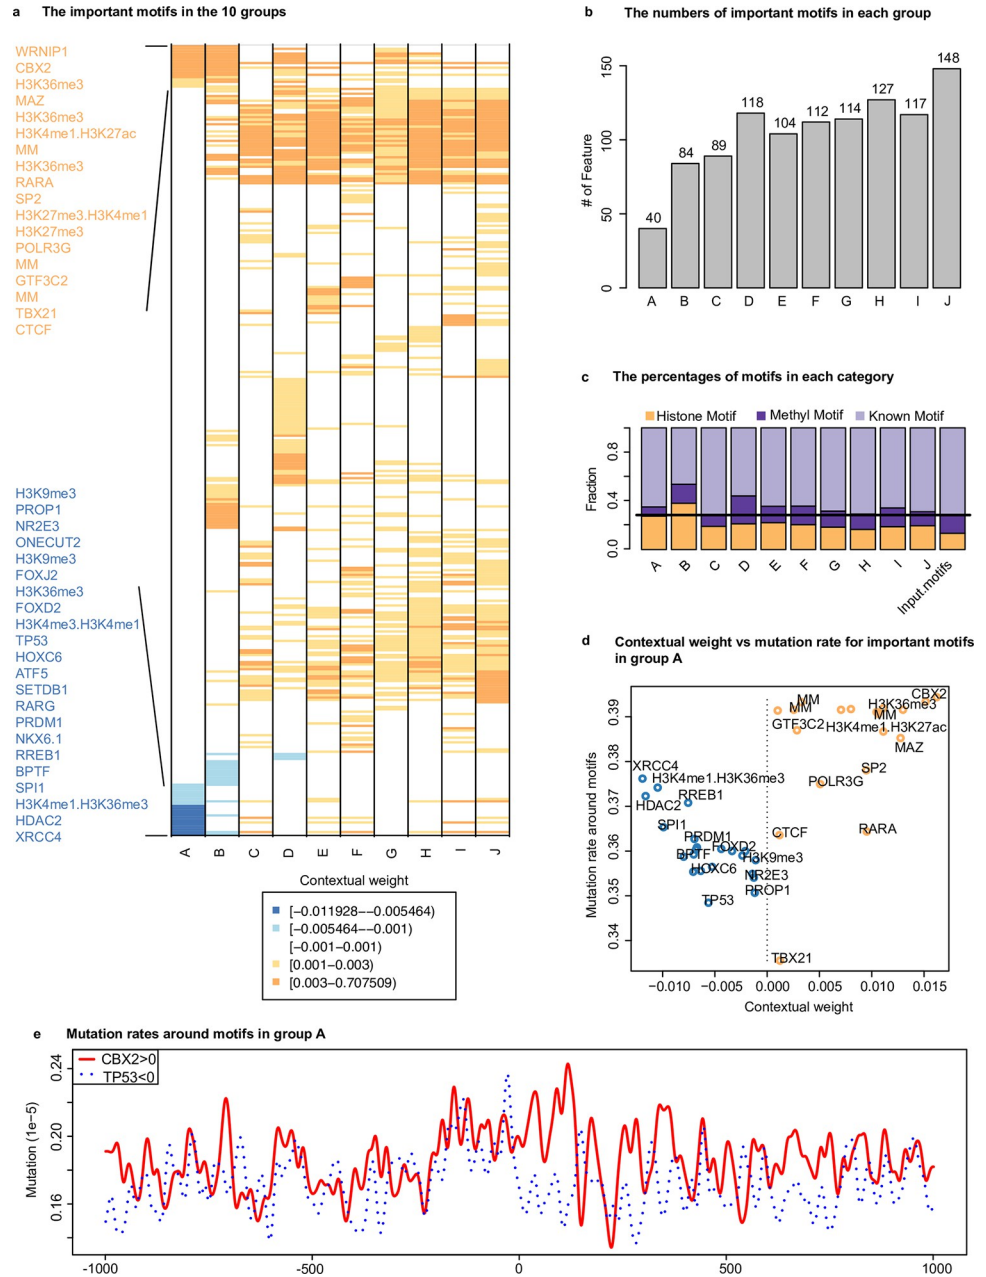 a The important motifs in the 10 groups
WRNIP1
CBX2
H3K36me3
MAZ
H3K36me3
H3K4me1.H3K27ac
MM
H3K36me3
RARA
SP2
H3K27me3.H3K4me1
H3K27me3
POLR3G
MM
GTF3C2
MM
TBX21
CTCF
H3K9me3
PROP1
NR2E3
ONECUT2
H3K9me3
FOXJ2
H3K36me3
FOXD2
H3K4me3.H3K4me1
TP53
HOXC6
ATF5
SETDB1
RARG
PRDM1
NKX6.1
RREB1
BPTF
SPI1
H3K4me1.H3K36me3
HDAC2
XRCC4
A B C D E F G H I J
Contextual weight
[−0.011928−−0.005464)
[−0.005464−−0.001)
[−0.001−0.001)
[0.001−0.003)
[0.003−0.707509)
b The numbers of important motifs in each group
# of Feature
150
100
50
0
40 84 89 118 104 112 114 127 117 148
A B C D E F G H I J
c The percentages of motifs in each category
Histone Motif Methyl Motif Known Motif
Fraction
0.8
0.4
0.0
A B C D E F G H I J Input.motifs
d Contextual weight vs mutation rate for important motifs
in group A
Mutation rate around motifs
0.39
0.38
0.37
0.36
0.35
0.34
CBX2
MM
H3K36me3
MM
MM
GTF3C2
H3K4me1.H3K27ac
MAZ
SP2
XRCC4
H3K4me1.H3K36me3
POLR3G
RREB1
HDAC2
SPI1
RARA
CTCF
PRDM1
FOXD2
BPTF
H3K9me3
HOXC6
NR2E3
PROP1
TP53
TBX21
−0.010 −0.005 0.000 0.005 0.010 0.015
Contextual weight
e Mutation rates around motifs in group A
CBX2>0
TP53<0
Mutation (1e−5)
0.24
0.20
0.16
-1000 -500 0 500 1000